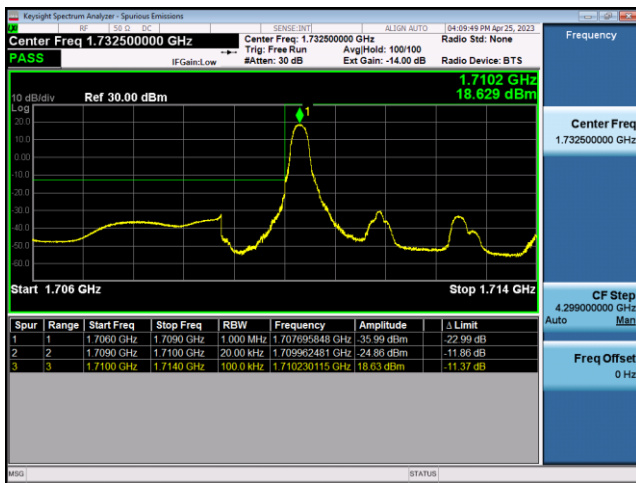 Keysight Spectrum Analyzer - Spurious Emissions
RF 50 Ω DC SENSE:INT ALIGN AUTO 04:09:49 PM Apr 25, 2023
Center Freq 1.732500000 GHz Center Freq: 1.732500000 GHz Radio Std: None Frequency
Trig: Free Run Avg|Hold: 100/100
PASS IFGain:Low #Atten: 30 dB Ext Gain: -14.00 dB Radio Device: BTS
1.7102 GHz
18.629 dBm
10 dB/div Ref 30.00 dBm
Log
1
20.0
10.0
0.00
-10.0
-20.0
-30.0
-40.0
-50.0
-60.0
Start 1.706 GHz Stop 1.714 GHz
Spur Range Start Freq Stop Freq RBW Frequency Amplitude Δ Limit
1 1 1.7060 GHz 1.7090 GHz 1.000 MHz 1.707695848 GHz -35.99 dBm -22.99 dB
2 2 1.7090 GHz 1.7100 GHz 20.00 kHz 1.709962481 GHz -24.86 dBm -11.86 dB
3 3 1.7100 GHz 1.7140 GHz 100.0 kHz 1.710230115 GHz 18.63 dBm -11.37 dB
Center Freq
1.732500000 GHz
CF Step
4.299000000 GHz
Auto Man
Freq Offset
0 Hz
MSG STATUS